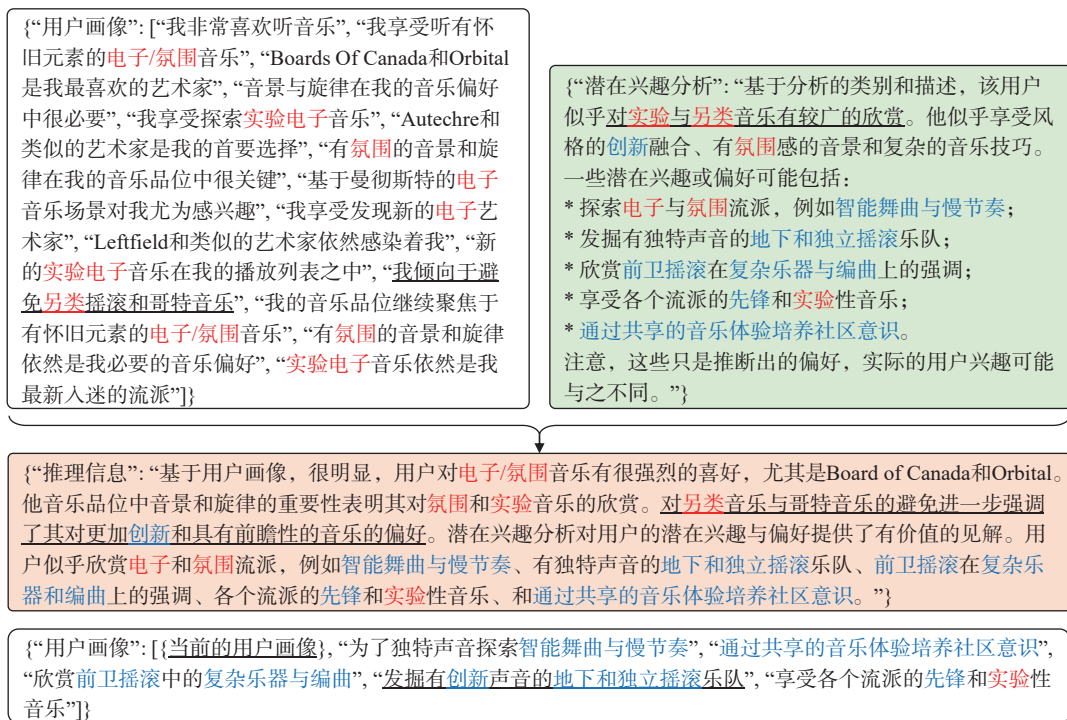 {“用户画像”: [“我非常喜欢听音乐”, “我享受听有怀
旧元素的电子/氛围音乐”, “Boards Of Canada和Orbital
是我最喜欢的艺术家”, “音景与旋律在我的音乐偏好
中很必要”, “我享受探索实验电子音乐”, “Autechre和
类似的艺术家是我的首要选择”, “有氛围的音景和旋
律在我的音乐品位中很关键”, “基于曼彻斯特的电子
音乐场景对我尤为感兴趣”, “我享受发现新的电子艺
术家”, “Leftfield和类似的艺术家依然感染着我”, “新
的实验电子音乐在我的播放列表之中”, “我倾向于避
免另类摇滚和哥特音乐”, “我的音乐品位继续聚焦于
有怀旧元素的电子/氛围音乐”, “有氛围的音景和旋律
依然是我必要的音乐偏好”, “实验电子音乐依然是我
最新入迷的流派”]}
{“潜在兴趣分析”: “基于分析的类别和描述，该用户
似乎对实验与另类音乐有较广的欣赏。他似乎享受风
格的创新融合、有氛围感的音景和复杂的音乐技巧。
一些潜在兴趣或偏好可能包括：
* 探索电子与氛围流派，例如智能舞曲与慢节奏；
* 发掘有独特声音的地下和独立摇滚乐队；
* 欣赏前卫摇滚在复杂乐器与编曲上的强调；
* 享受各个流派的先锋和实验性音乐；
* 通过共享的音乐体验培养社区意识。
注意，这些只是推断出的偏好，实际的用户兴趣可能
与之不同。”}
{“推理信息”: “基于用户画像，很明显，用户对电子/氛围音乐有很强烈的喜好，尤其是Board of Canada和Orbital。
他音乐品位中音景和旋律的重要性表明其对氛围和实验音乐的欣赏。对另类音乐与哥特音乐的避免进一步强调
了其对更加创新和具有前瞻性的音乐的偏好。潜在兴趣分析对用户的潜在兴趣与偏好提供了有价值的见解。用
户似乎欣赏电子和氛围流派，例如智能舞曲与慢节奏、有独特声音的地下和独立摇滚乐队、前卫摇滚在复杂乐
器和编曲上的强调、各个流派的先锋和实验性音乐、和通过共享的音乐体验培养社区意识。”}
{“用户画像”: [{当前的用户画像}, “为了独特声音探索智能舞曲与慢节奏”, “通过共享的音乐体验培养社区意识”,
“欣赏前卫摇滚中的复杂乐器与编曲”, “发掘有创新声音的地下和独立摇滚乐队”, “享受各个流派的先锋和实验性
音乐”]}